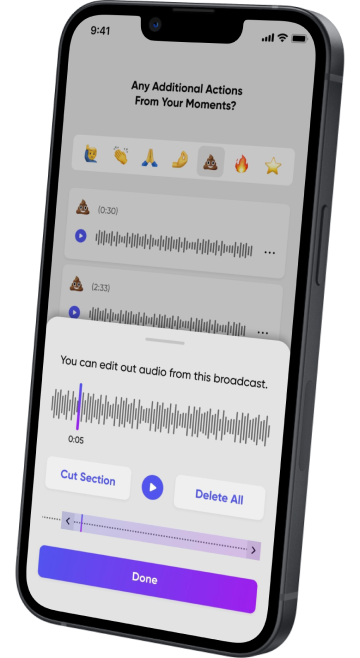 9:41
Any Additional Actions
From Your Moments?
(0:30)
(2:33)
You can edit out audio from this broadcast.
0:05
Cut Section
Delete All
Done